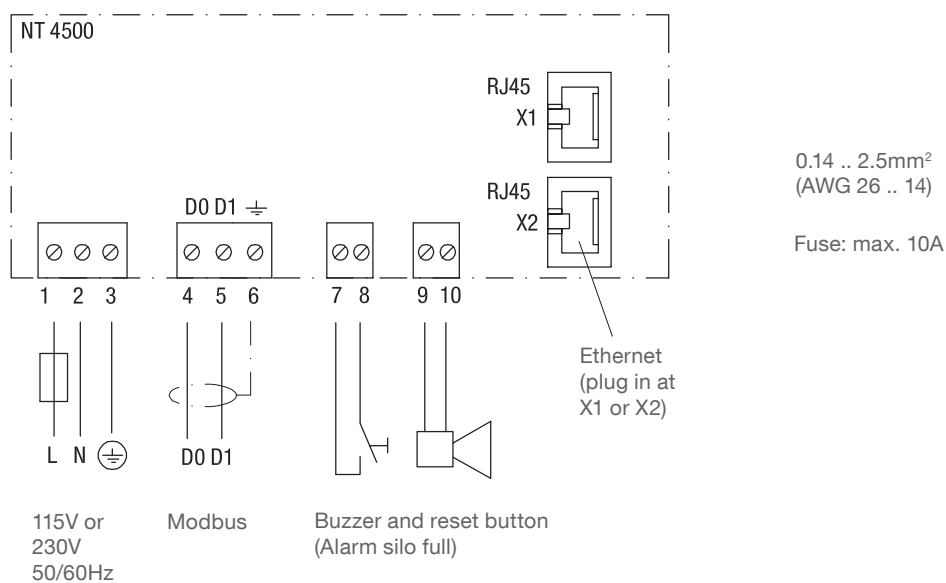 NT 4500
RJ45
X1
RJ45
X2
D0 D1
1 2 3 4 5 6 7 8 9 10
L N D0 D1
Ethernet
(plug in at
X1 or X2)
115V or
230V
50/60Hz
Modbus
Buzzer and reset button
(Alarm silo full)
0.14 .. 2.5mm²
(AWG 26 .. 14)
Fuse: max. 10A